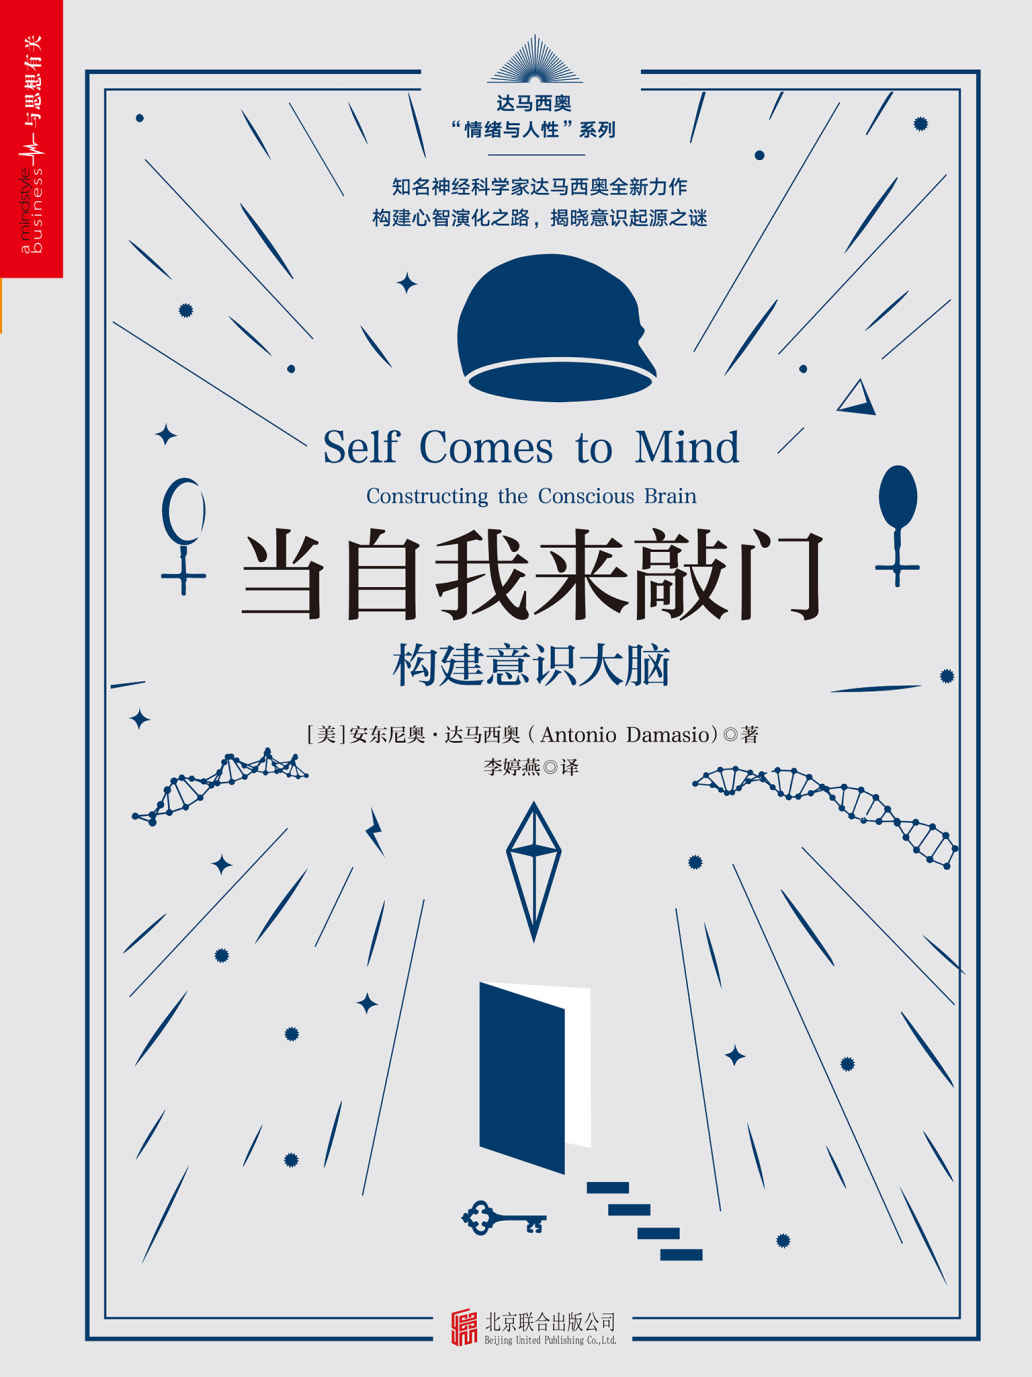 与思想有关
a mindstyle
business
达马西奥
“情绪与人性”系列
知名神经科学家达马西奥全新力作
构建心智演化之路，揭晓意识起源之谜
Self Comes to Mind
Constructing the Conscious Brain
当自我来敲门
构建意识大脑
[美]安东尼奥·达马西奥（Antonio Damasio）◎著
李婷燕◎译
北京联合出版公司
Beijing United Publishing Co.,Ltd.